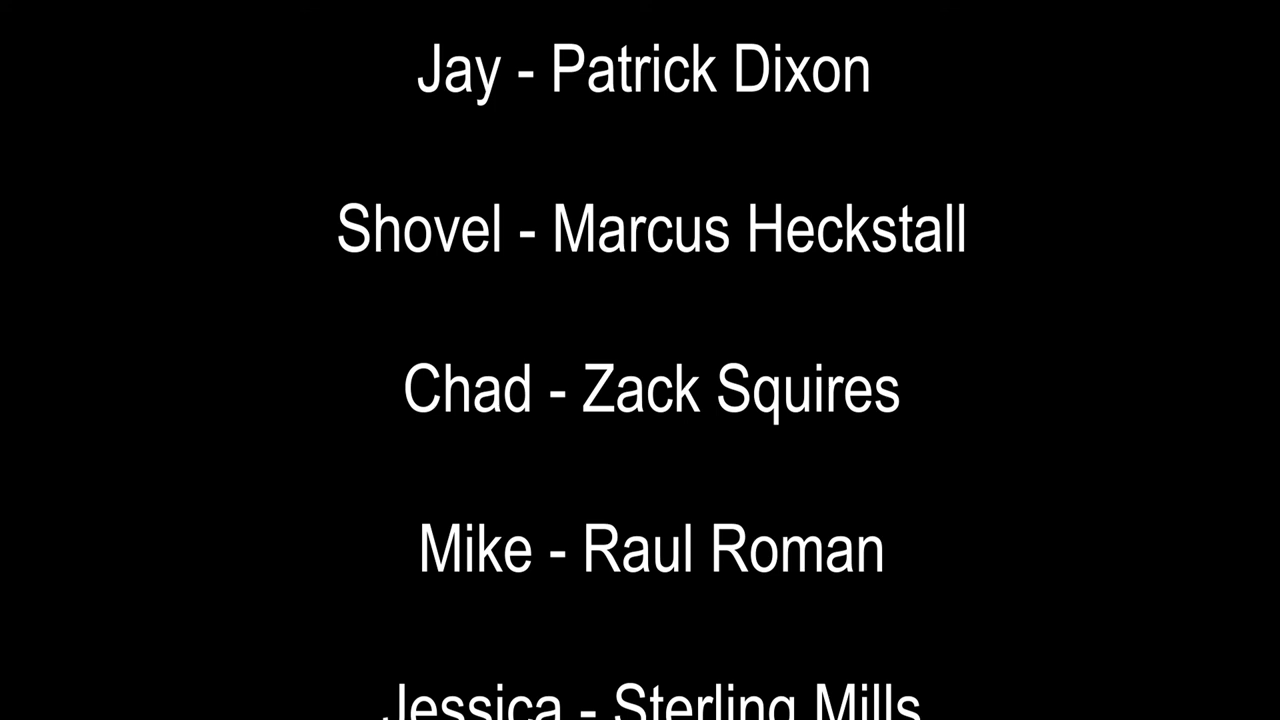 Jay - Patrick Dixon
Shovel - Marcus Heckstall
Chad - Zack Squires
Mike - Raul Roman
Jessica - Sterling Mills